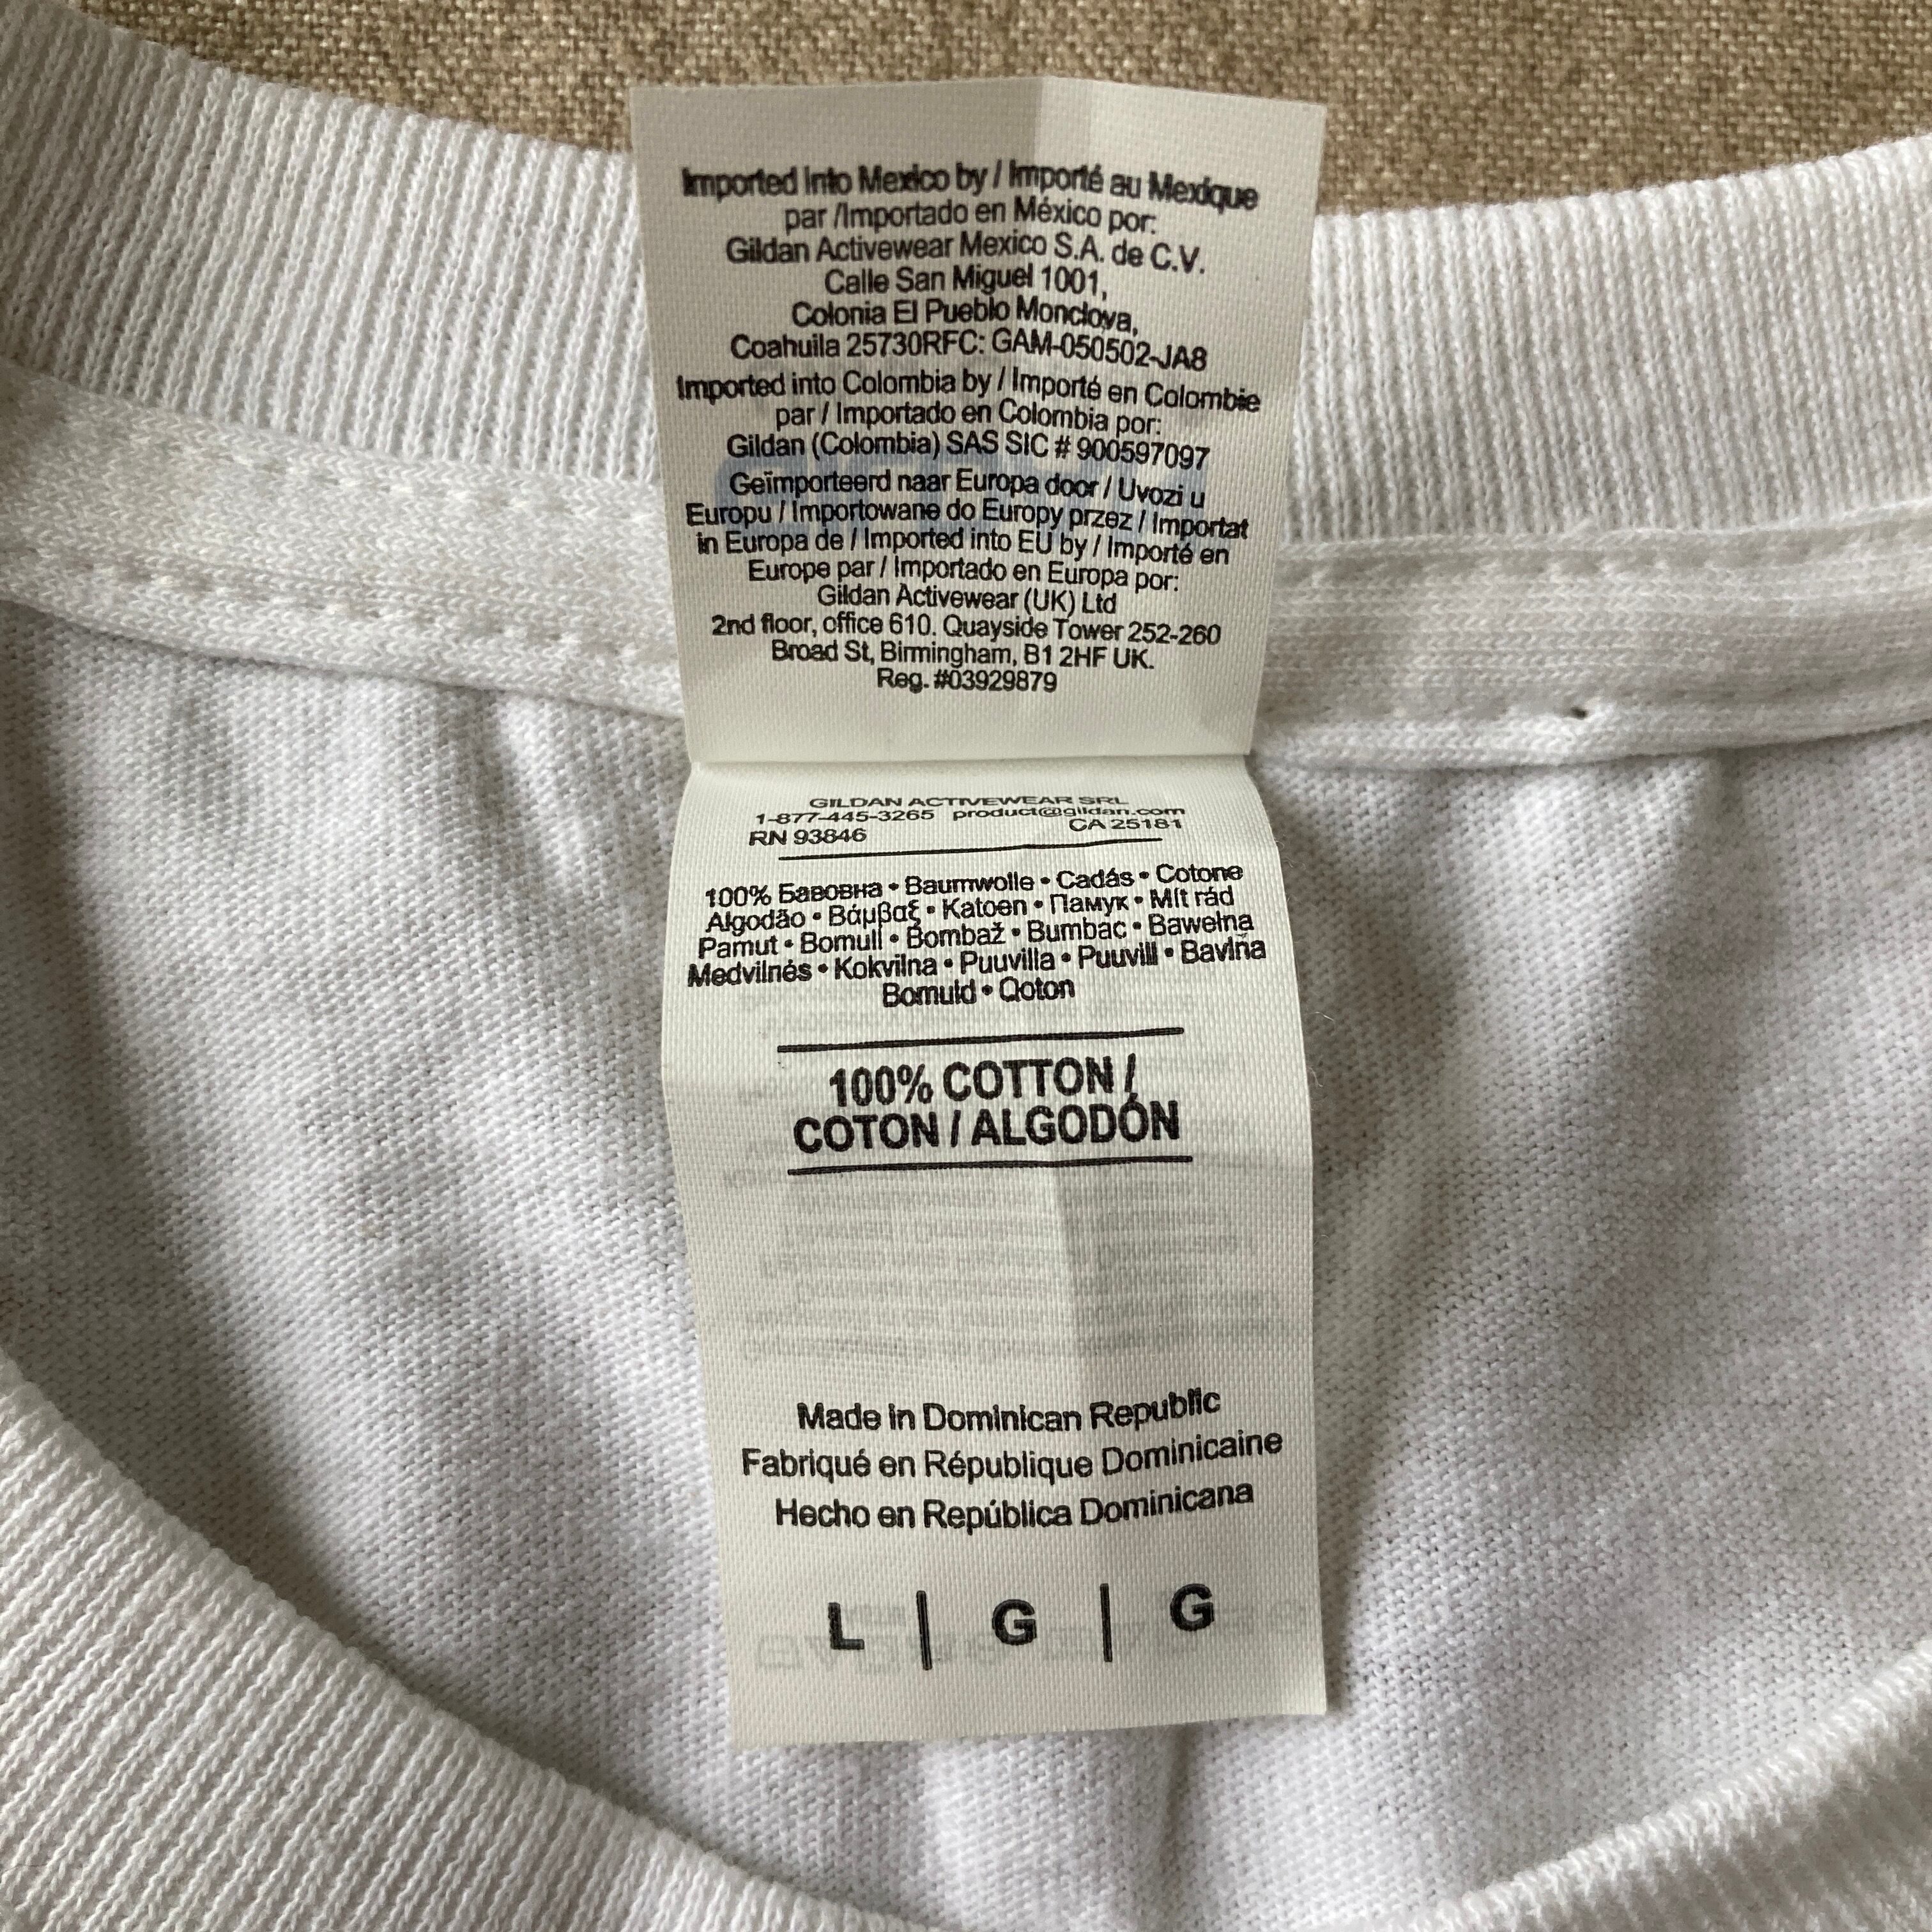 Imported into Mexico by / Importé au Mexique
par /Importado en México por:
Gildan Activewear Mexico S.A. de C.V.
Calle San Miguel 1001,
Colonia El Pueblo Monclova,
Coahuila 25730RFC: GAM-050502-JA8
Imported into Colombia by / Importé en Colombie
par / Importado en Colombia por:
Gildan (Colombia) SAS SIC # 900597097
Geïmporteerd naar Europa door / Uvozi u
Europu / Importowane do Europy przez / Importat
in Europa de / Imported into EU by / Importé en
Europe par / Importado en Europa por:
Gildan Activewear (UK) Ltd
2nd floor, office 610. Quayside Tower 252-260
Broad St, Birmingham, B1 2HF UK.
Reg. #03929879
GILDAN ACTIVEWEAR SRL
1-877-445-3265 product@gildan.com
RN 93846 CA 25181
100% Бавовна • Baumwolle • Cadás • Cotone
Algodão • Βάμβαξ • Katoen • Памук • Mít rád
Pamut • Bomull • Bombaž • Bumbac • Bawełna
Medvilnės • Kokvilna • Puuvilla • Puuvill • Bavlña
Bomuld • Qoton
100% COTTON /
COTON / ALGODÓN
Made in Dominican Republic
Fabriqué en République Dominicaine
Hecho en República Dominicana
L | G | G